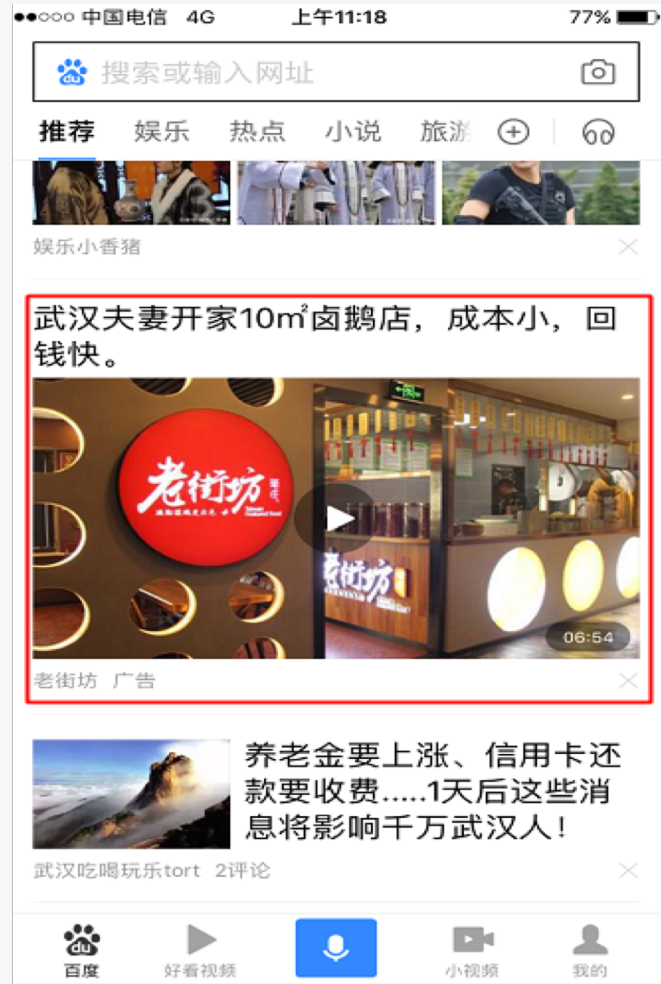 中国电信 4G 上午11:18 77%
du 搜索或输入网址
推荐 娱乐 热点 小说 旅游
娱乐小香猪
武汉夫妻开家10㎡卤鹅店，成本小，回
钱快。
老街坊
老街坊
06:54
老街坊 广告
养老金要上涨、信用卡还
款要收费.....1天后这些消
息将影响千万武汉人！
武汉吃喝玩乐tort 2评论
du
百度 好看视频 小视频 我的